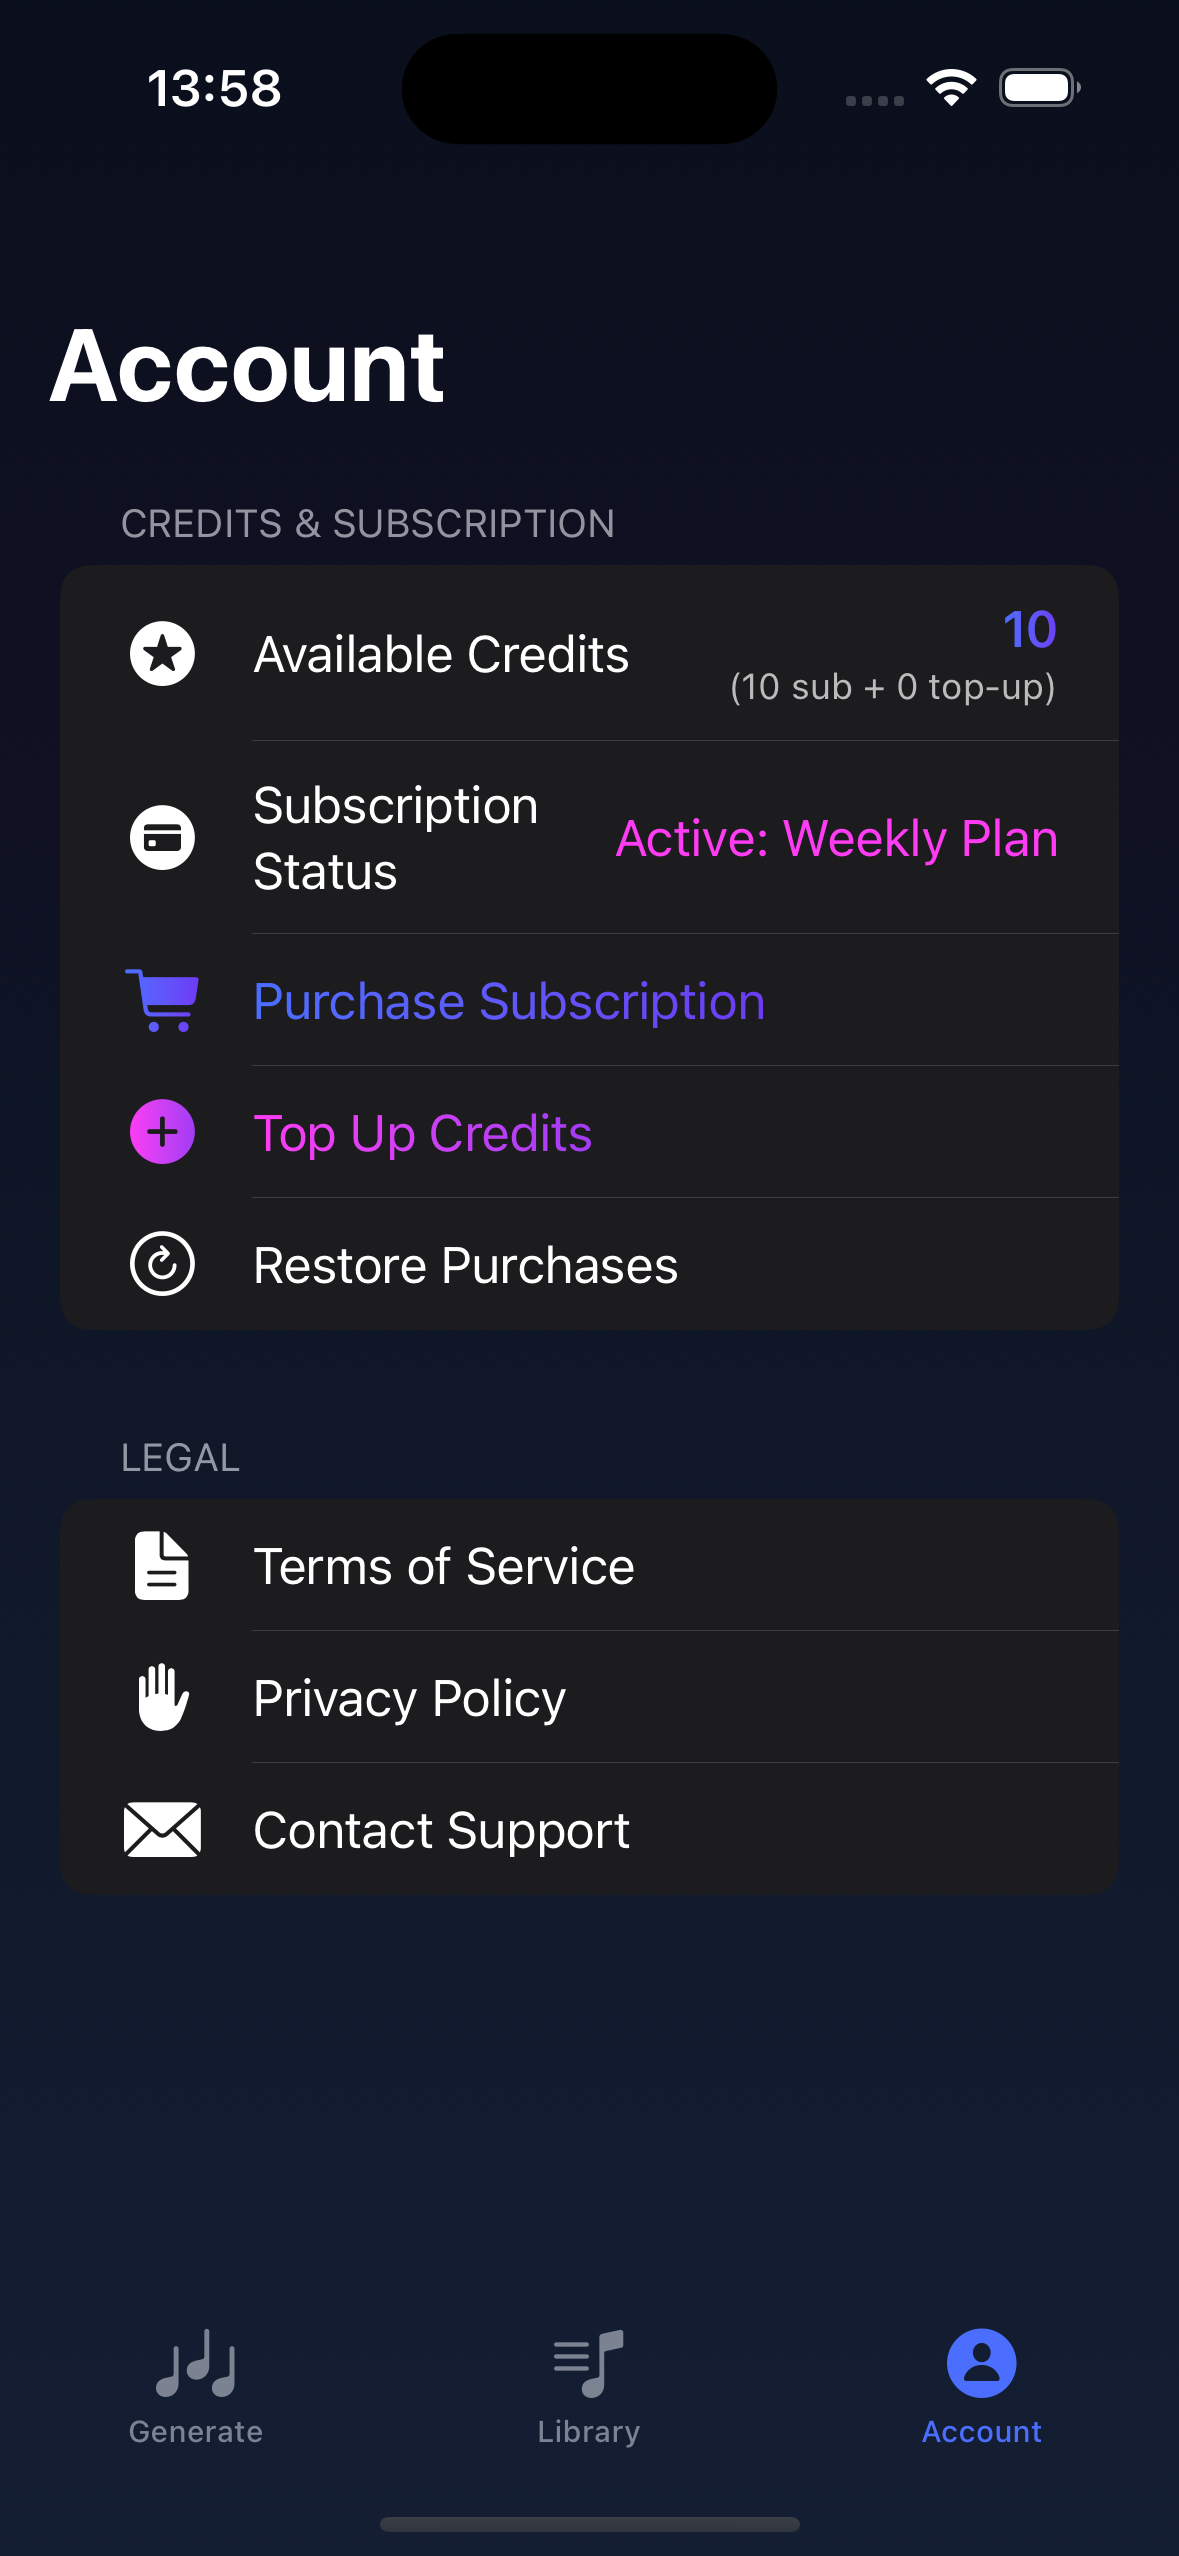 13:58
Account
CREDITS & SUBSCRIPTION
Available Credits
10
(10 sub + 0 top-up)
Subscription
Status
Active: Weekly Plan
Purchase Subscription
Top Up Credits
Restore Purchases
LEGAL
Terms of Service
Privacy Policy
Contact Support
Generate
Library
Account